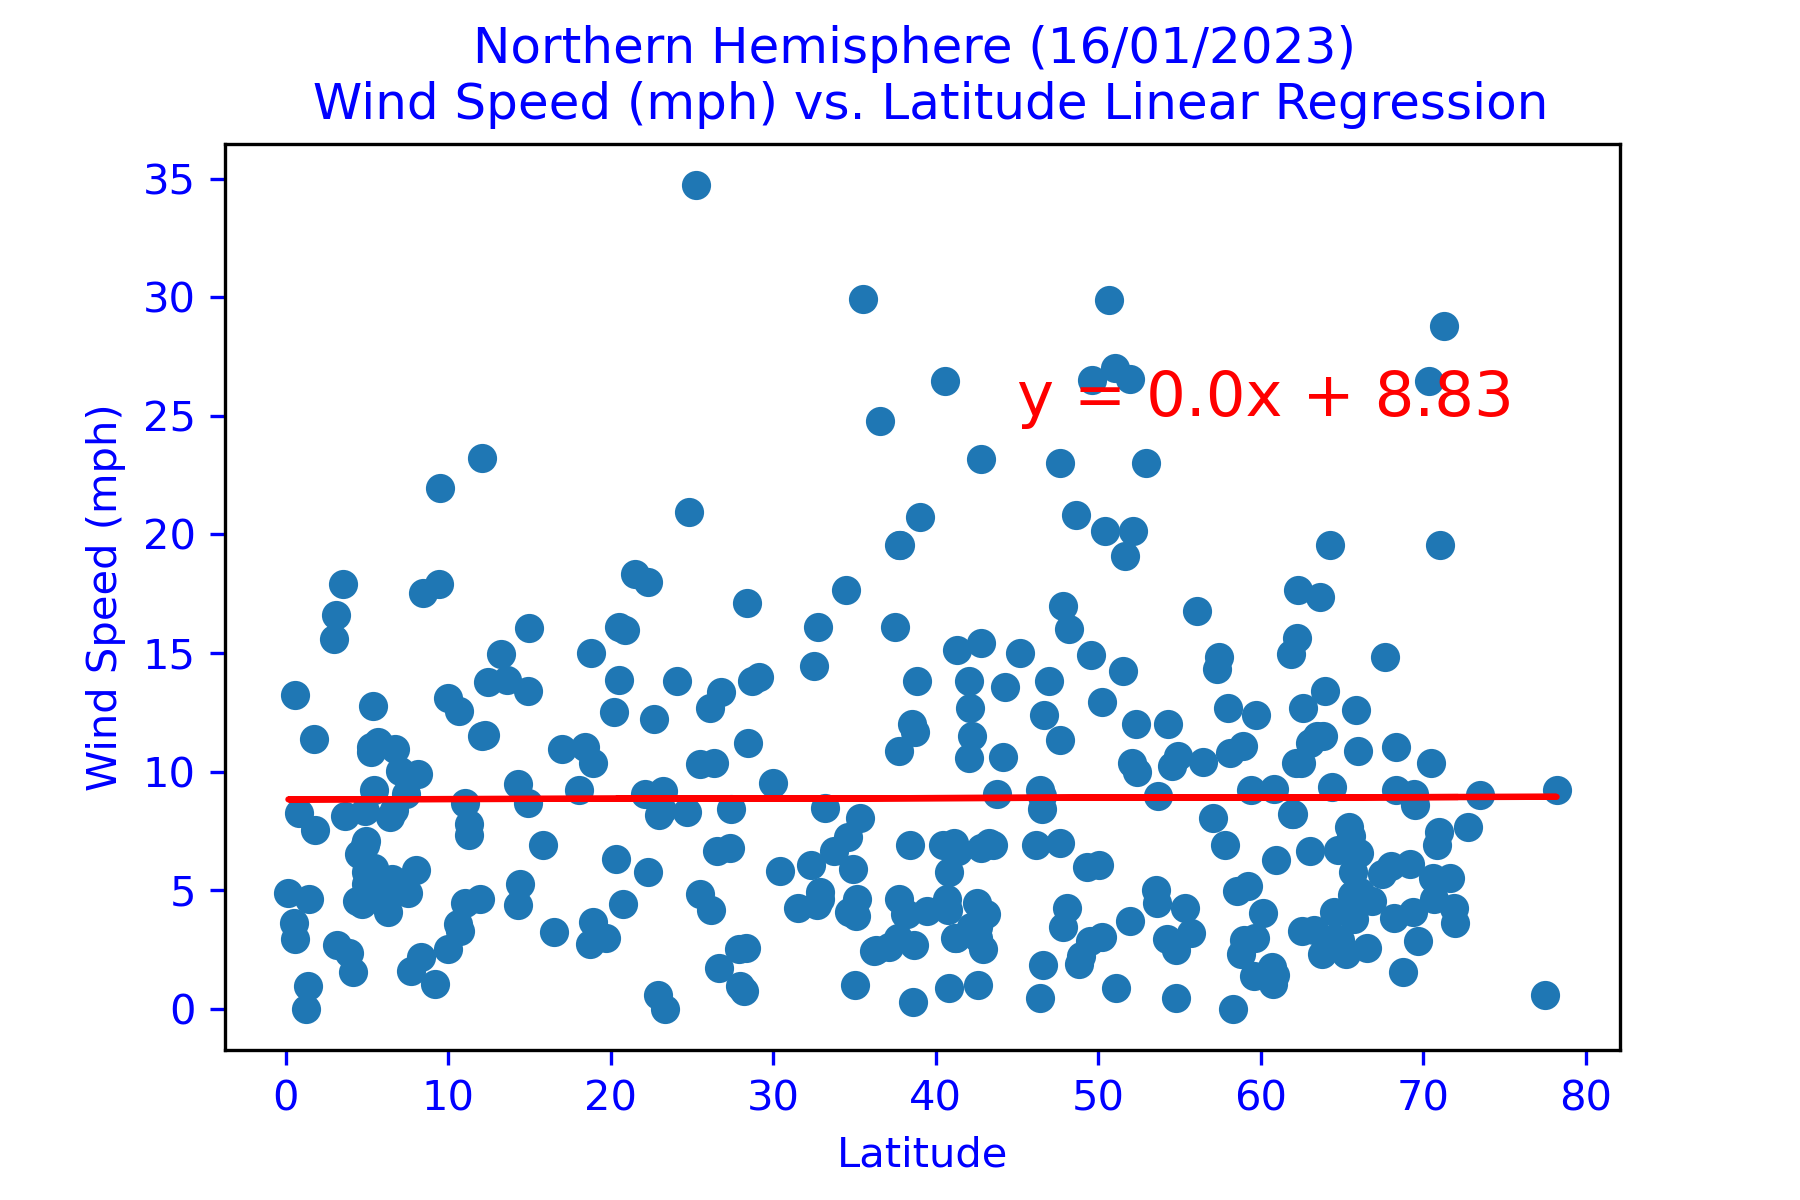 Northern Hemisphere (16/01/2023)
Wind Speed (mph) vs. Latitude Linear Regression
35
30
25
20
15
10
5
0
Wind Speed (mph)
y = 0.0x + 8.83
0 10 20 30 40 50 60 70 80
Latitude